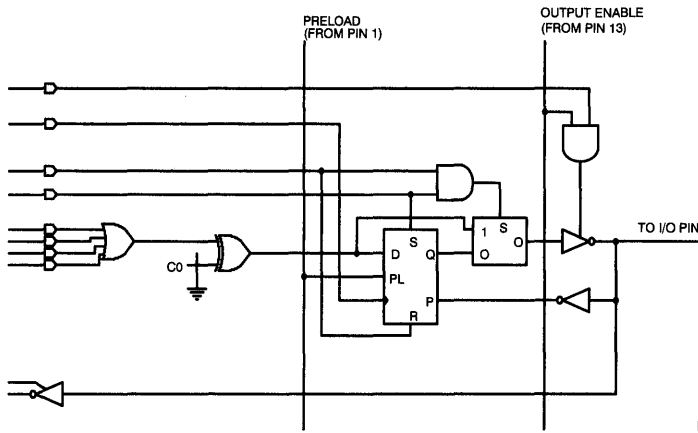 PRELOAD
(FROM PIN 1)
OUTPUT ENABLE
(FROM PIN 13)
S
1
O
O
TO I/O PIN
S
D
Q
PL
P
R
C0